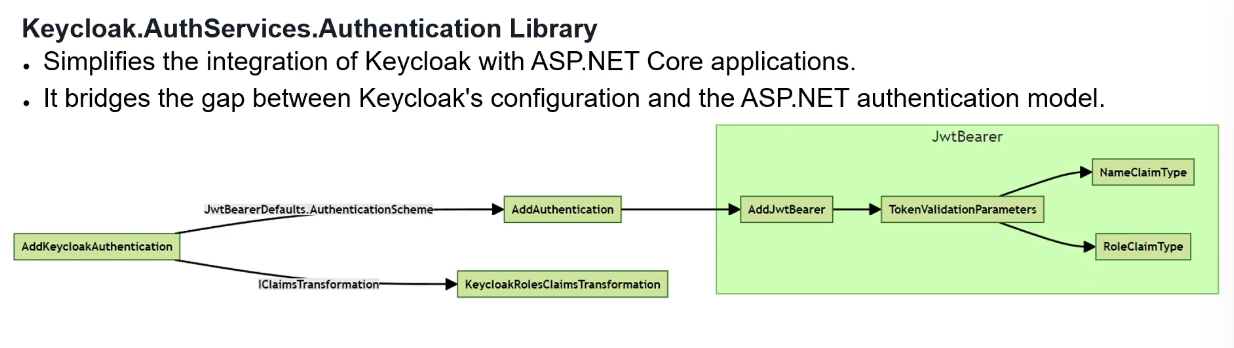 Keycloak.AuthServices.Authentication Library
• Simplifies the integration of Keycloak with ASP.NET Core applications.
• It bridges the gap between Keycloak's configuration and the ASP.NET authentication model.
JwtBearer
NameClaimType
JwtBearerDefaults.AuthenticationScheme
AddAuthentication
AddJwtBearer
TokenValidationParameters
AddKeycloakAuthentication
RoleClaimType
IClaimsTransformation
KeycloakRolesClaimsTransformation